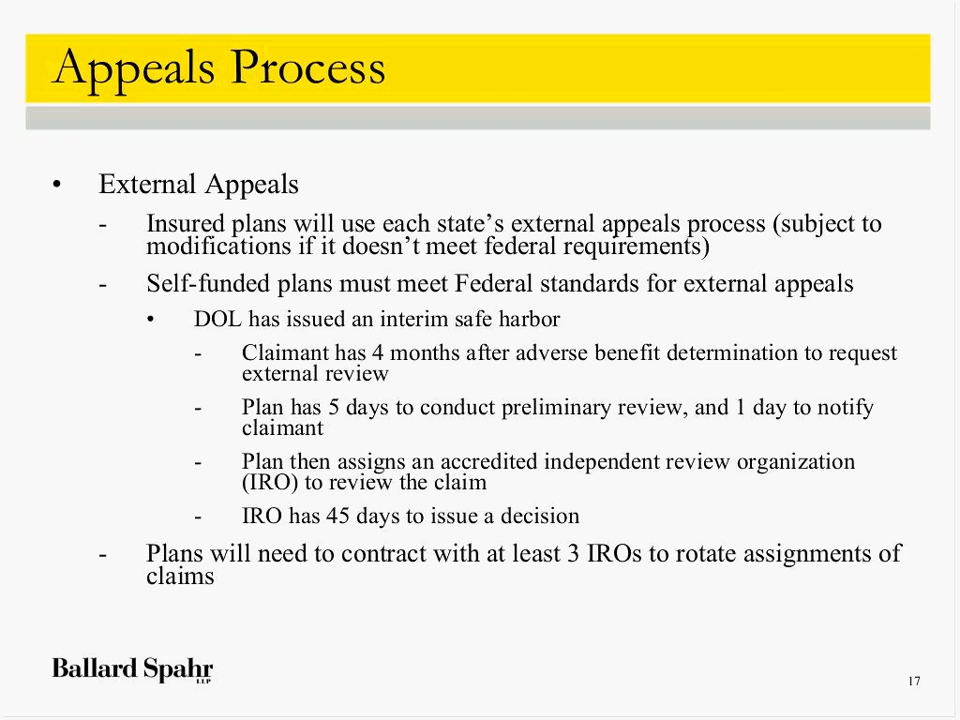 Appeals Process
• External Appeals
- Insured plans will use each state’s external appeals process (subject to
modifications if it doesn’t meet federal requirements)
- Self-funded plans must meet Federal standards for external appeals
• DOL has issued an interim safe harbor
- Claimant has 4 months after adverse benefit determination to request
external review
- Plan has 5 days to conduct preliminary review, and 1 day to notify
claimant
- Plan then assigns an accredited independent review organization
(IRO) to review the claim
- IRO has 45 days to issue a decision
- Plans will need to contract with at least 3 IROs to rotate assignments of
claims
Ballard Spahr
LLP
17